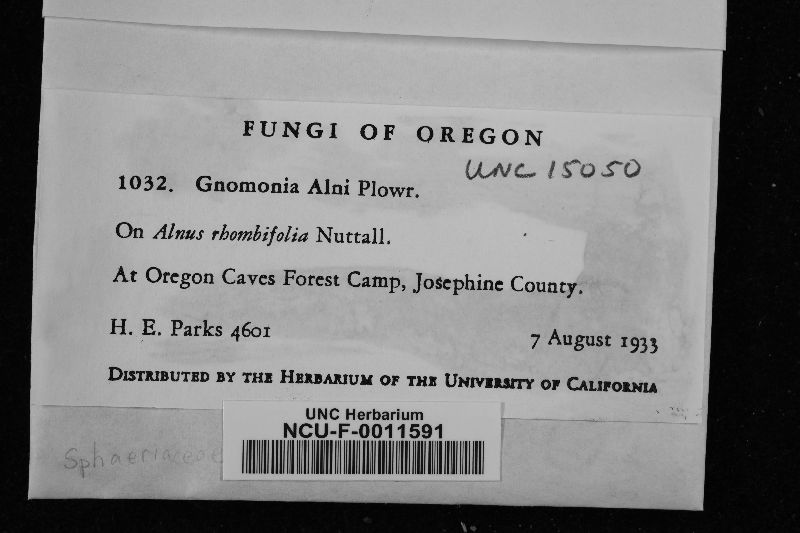 FUNGI OF OREGON
UNC 15050
1032. Gnomonia Alni Plowr.
On Alnus rhombifolia Nuttall.
At Oregon Caves Forest Camp, Josephine County.
H. E. Parks 4601 7 August 1933
DISTRIBUTED BY THE HERBARIUM OF THE UNIVERSITY OF CALIFORNIA
UNC Herbarium
NCU-F-0011591
Sphaeriaceae